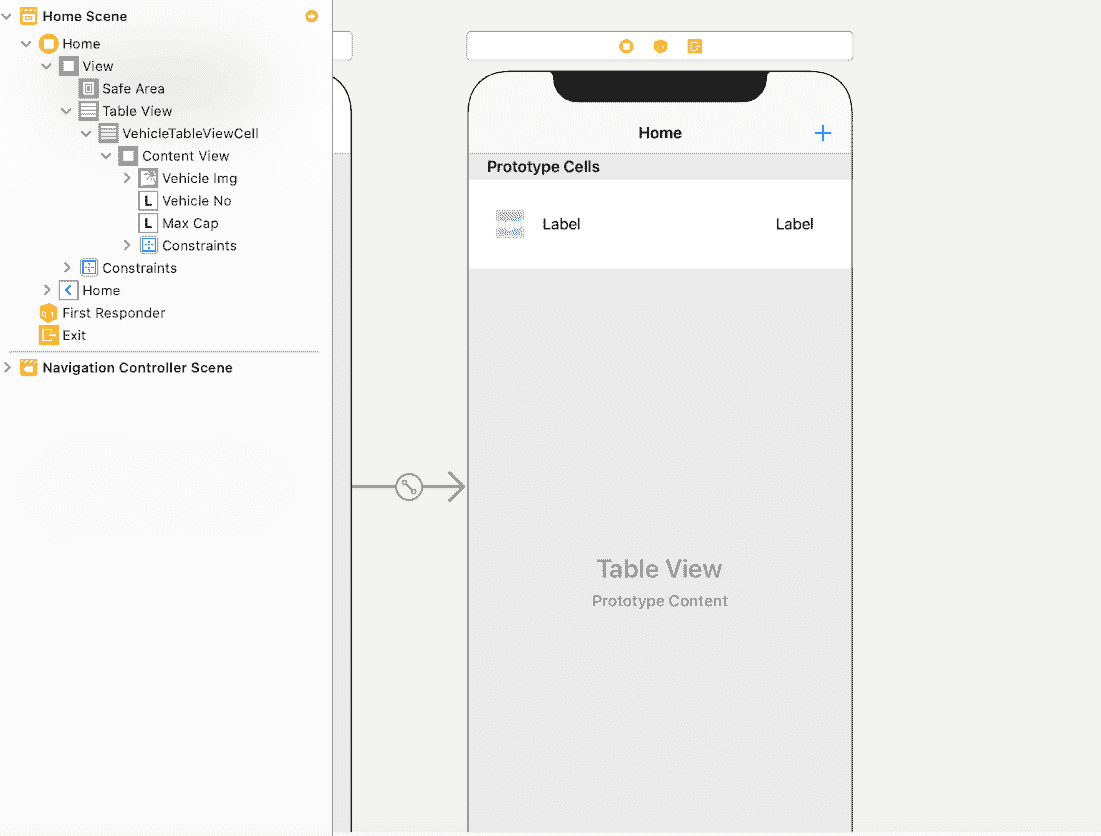 Home Scene
Home
View
Safe Area
Table View
VehicleTableViewCell
Content View
Vehicle Img
L Vehicle No
L Max Cap
Constraints
Constraints
Home
First Responder
Exit
Navigation Controller Scene
Home +
Prototype Cells
Label Label
Table View
Prototype Content